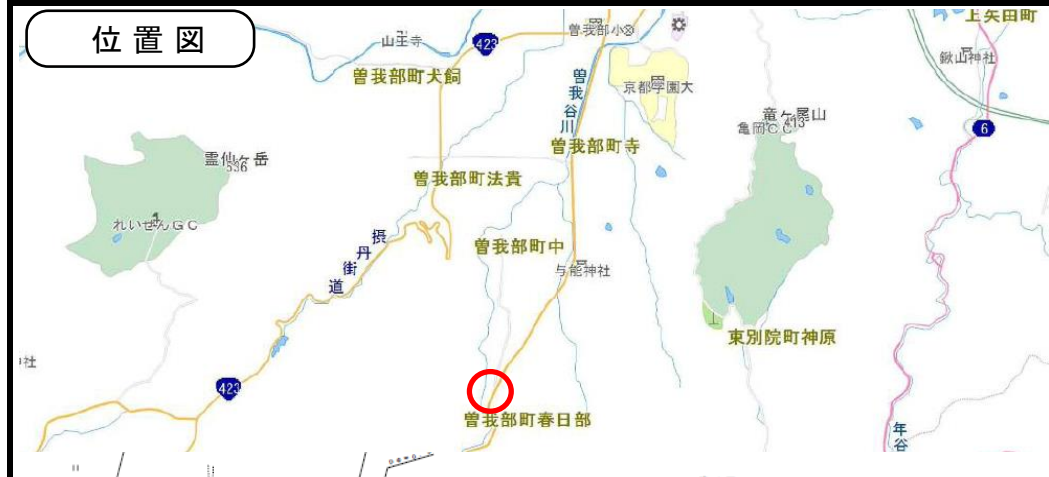 位置図
上矢田町
曽我部小
山王寺
423
鍬山神社
曽我部町犬飼
京都学園大
曽我谷川
竜ケ尾山
413
亀岡CC
6
曽我部町寺
霊仙ヶ岳
536
曽我部町法貴
れいせんGC
摂丹街道
曽我部町中
与能神社
東別院町神原
社
423
曽我部町春日部
年谷